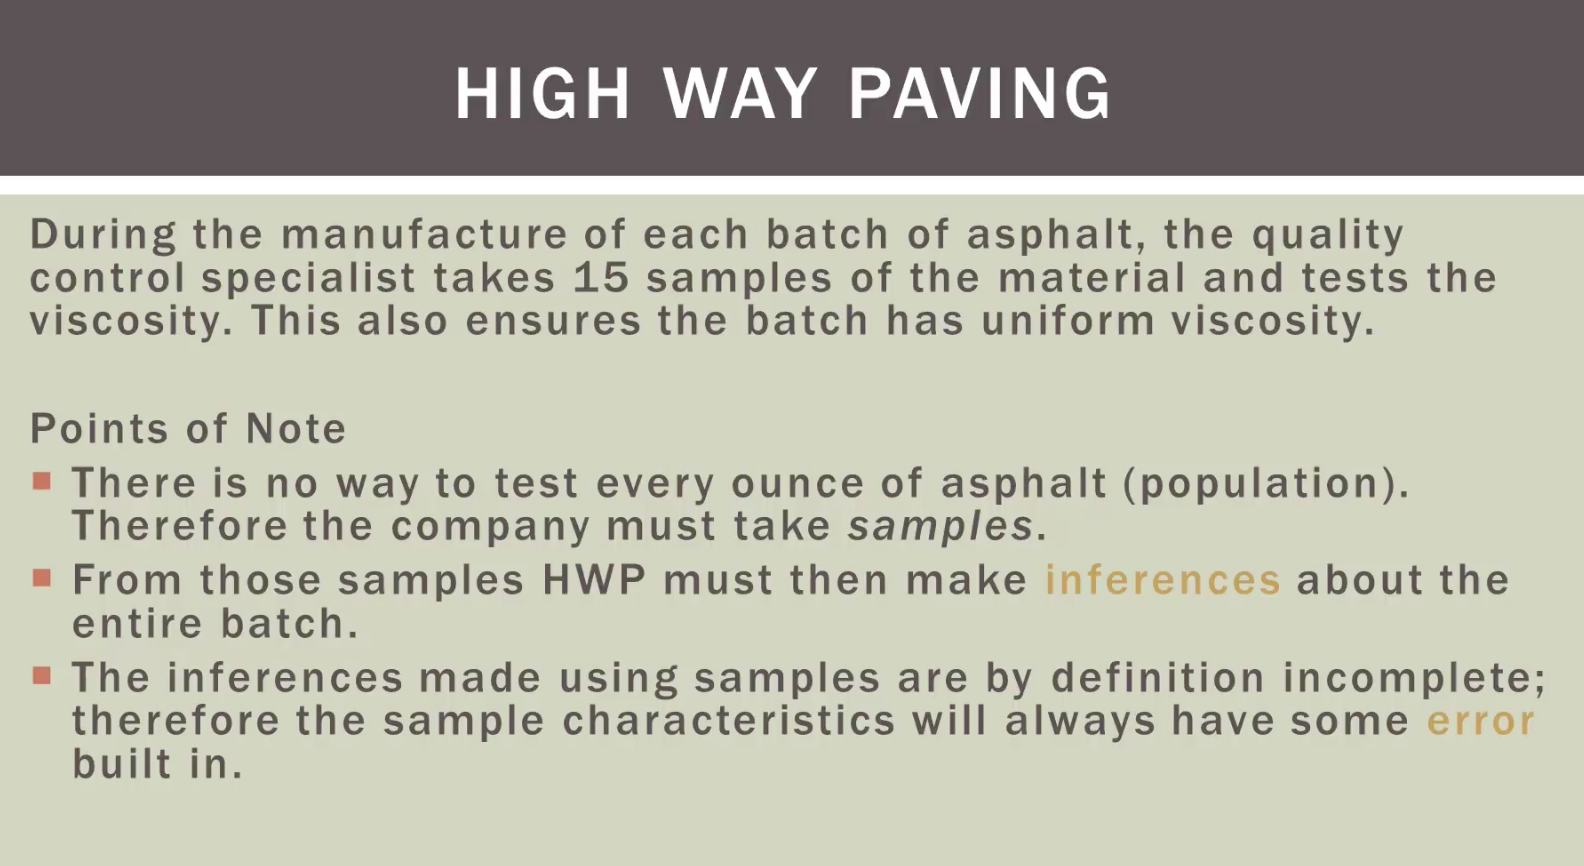 HIGH WAY PAVING
During the manufacture of each batch of asphalt, the quality
control specialist takes 15 samples of the material and tests the
viscosity. This also ensures the batch has uniform viscosity.
Points of Note
There is no way to test every ounce of asphalt (population).
Therefore the company must take samples.
From those samples HWP must then make inferences about the
entire batch.
The inferences made using samples are by definition incomplete;
therefore the sample characteristics will always have some error
built in.